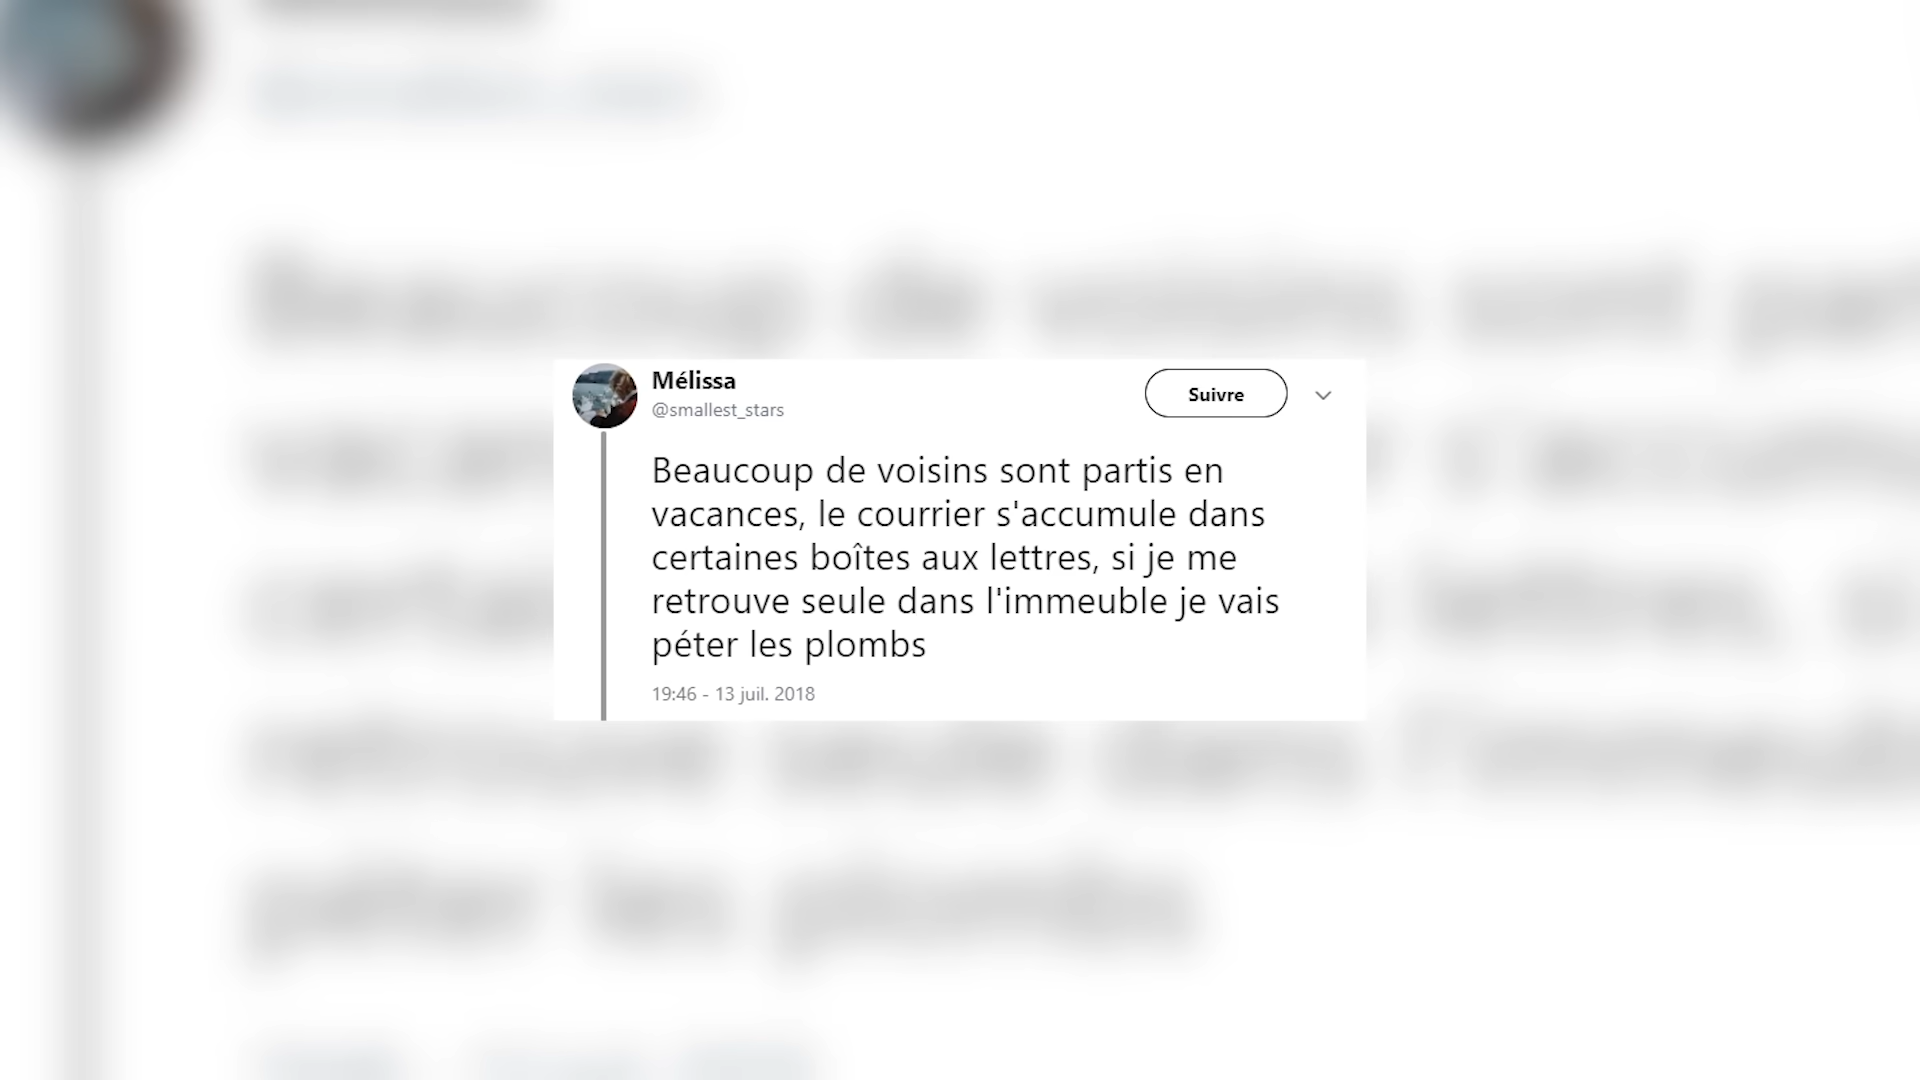 Mélissa
@smallest_stars
Suivre
Beaucoup de voisins sont partis en
vacances, le courrier s'accumule dans
certaines boîtes aux lettres, si je me
retrouve seule dans l'immeuble je vais
péter les plombs
19:46 - 13 juil. 2018